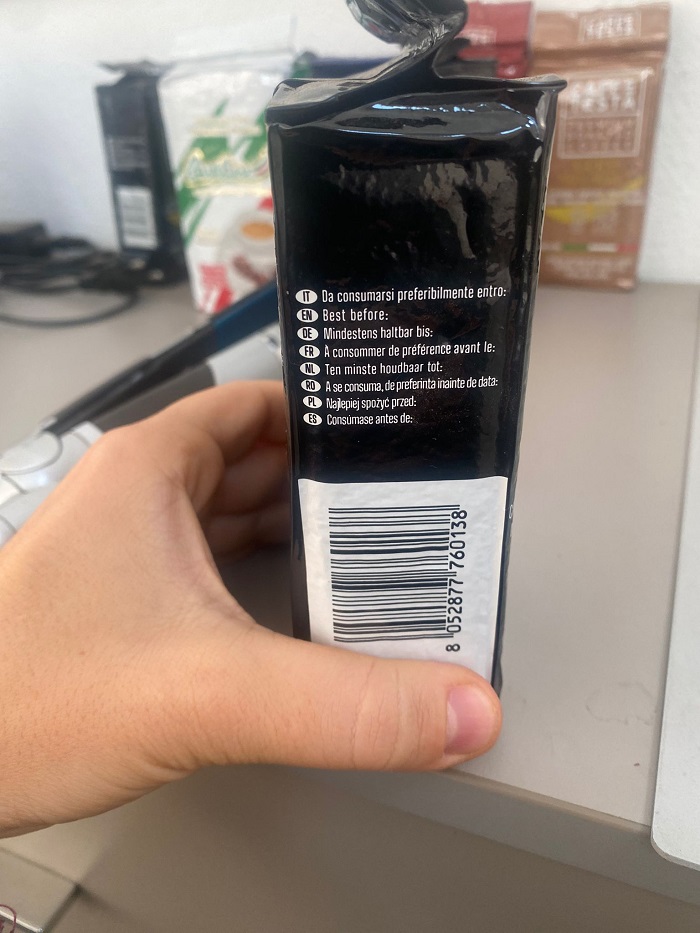 IT Da consumarsi preferibilmente entro:
EN Best before:
DE Mindestens haltbar bis:
FR À consommer de préférence avant le:
NL Ten minste houdbaar tot:
RO A se consuma, de preferinta inainte de data:
PL Najlepiej spożyć przed:
ES Consúmase antes de:
8 052877 760138